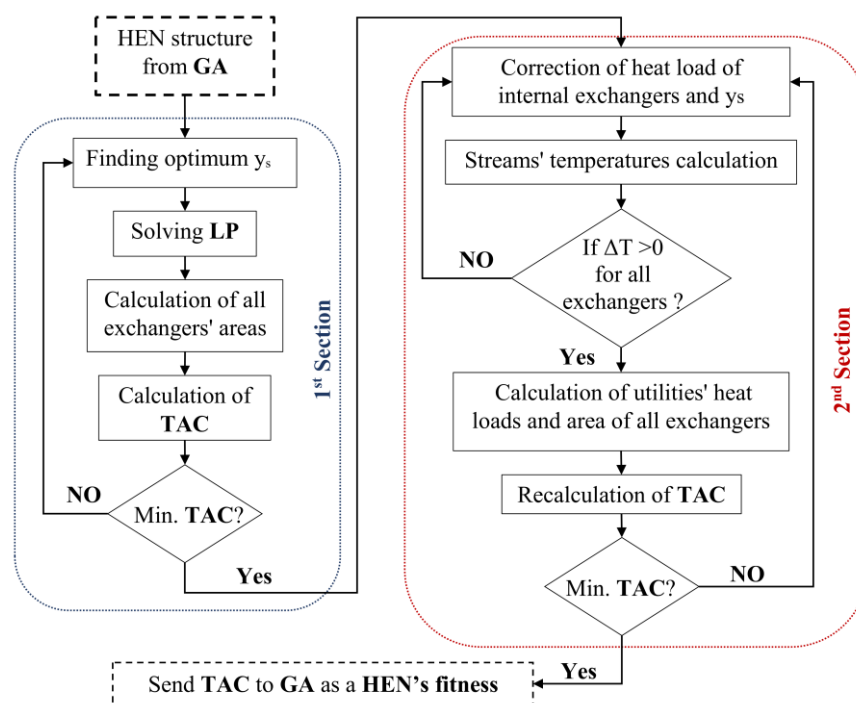 HEN structure
from GA
Finding optimum ys
Solving LP
Calculation of all
exchangers' areas
Calculation of
TAC
NO
Min. TAC?
Yes
1st Section
Correction of heat load of
internal exchangers and ys
Streams' temperatures calculation
NO
If ΔT >0
for all
exchangers ?
Yes
Calculation of utilities' heat
loads and area of all exchangers
Recalculation of TAC
Min. TAC?
NO
Yes
2nd Section
Send TAC to GA as a HEN's fitness